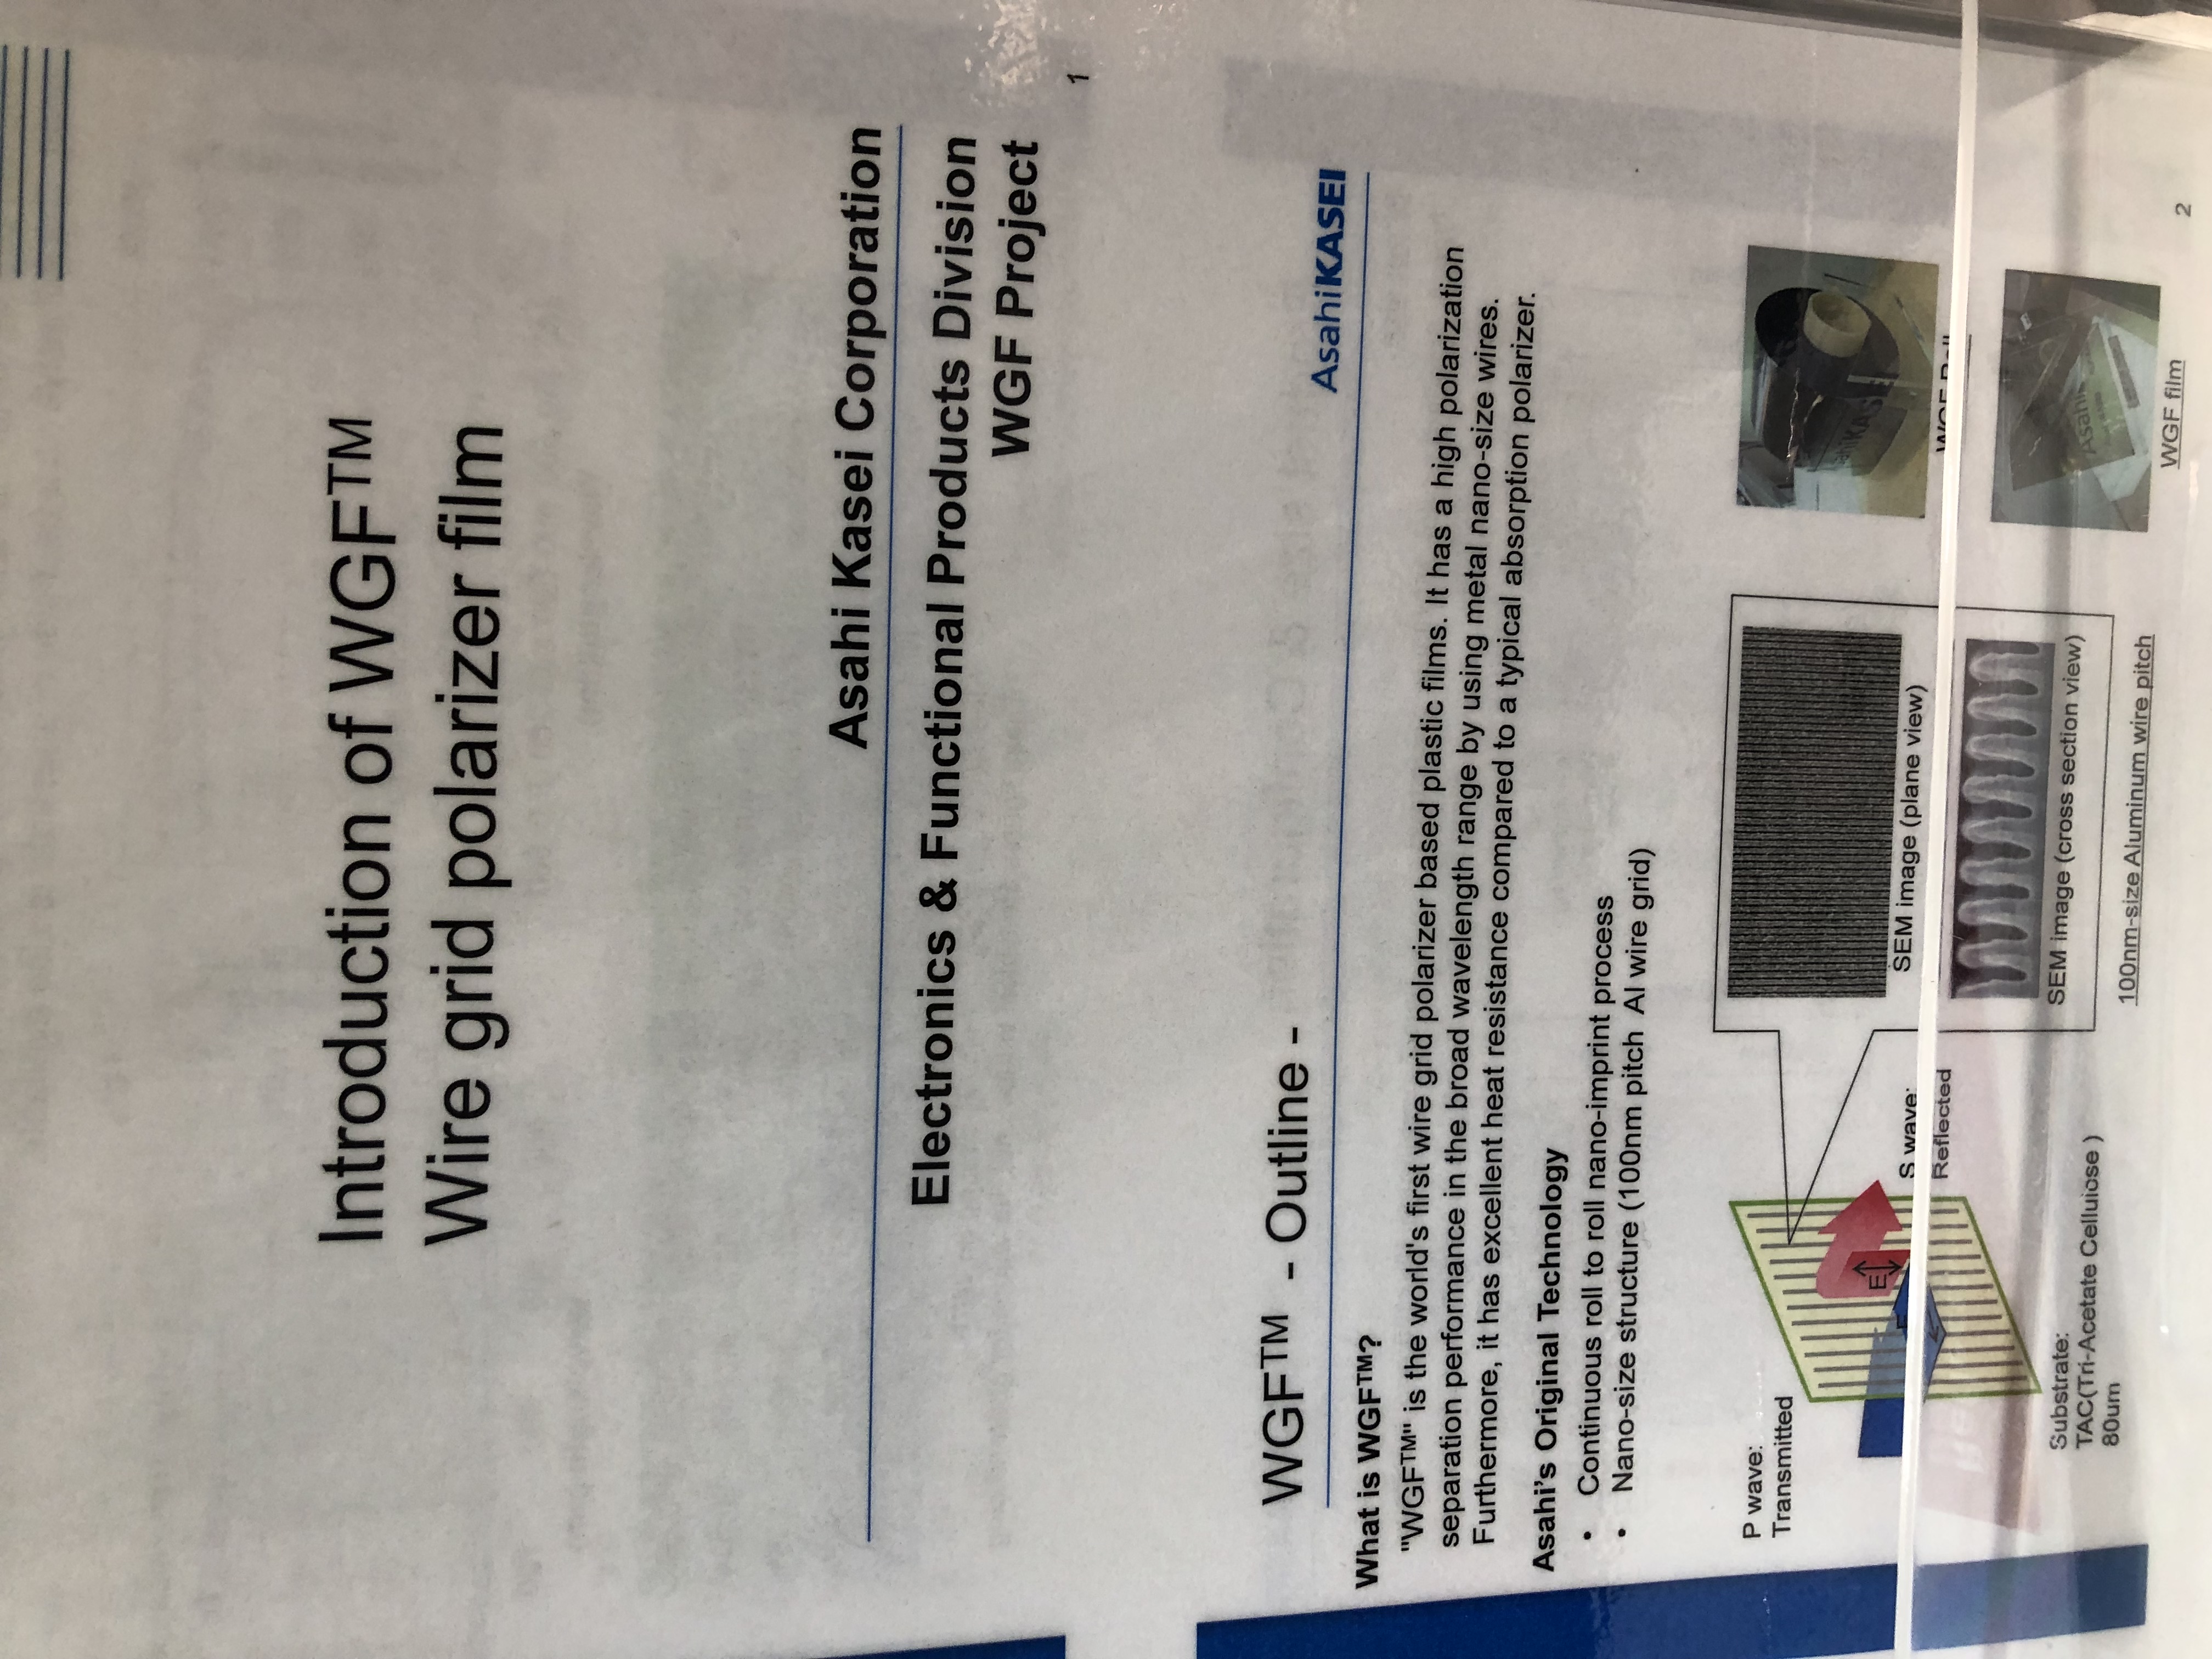 Introduction of WGF™
Wire grid polarizer film
Asahi Kasei Corporation
Electronics & Functional Products Division
WGF Project
1
WGF™ - Outline -
AsahiKASEI
What is WGF™?
"WGF™" is the world's first wire grid polarizer based plastic films. It has a high polarization
separation performance in the broad wavelength range by using metal nano-size wires.
Furthermore, it has excellent heat resistance compared to a typical absorption polarizer.
Asahi's Original Technology
• Continuous roll to roll nano-imprint process
• Nano-size structure (100nm pitch Al wire grid)
P wave:
Transmitted
E
S wave:
Reflected
SEM image (plane view)
SEM image (cross section view)
100nm-size Aluminum wire pitch
Substrate:
TAC(Tri-Acetate Cellulose )
80um
WGF Roll
Asahi
WGF film
2